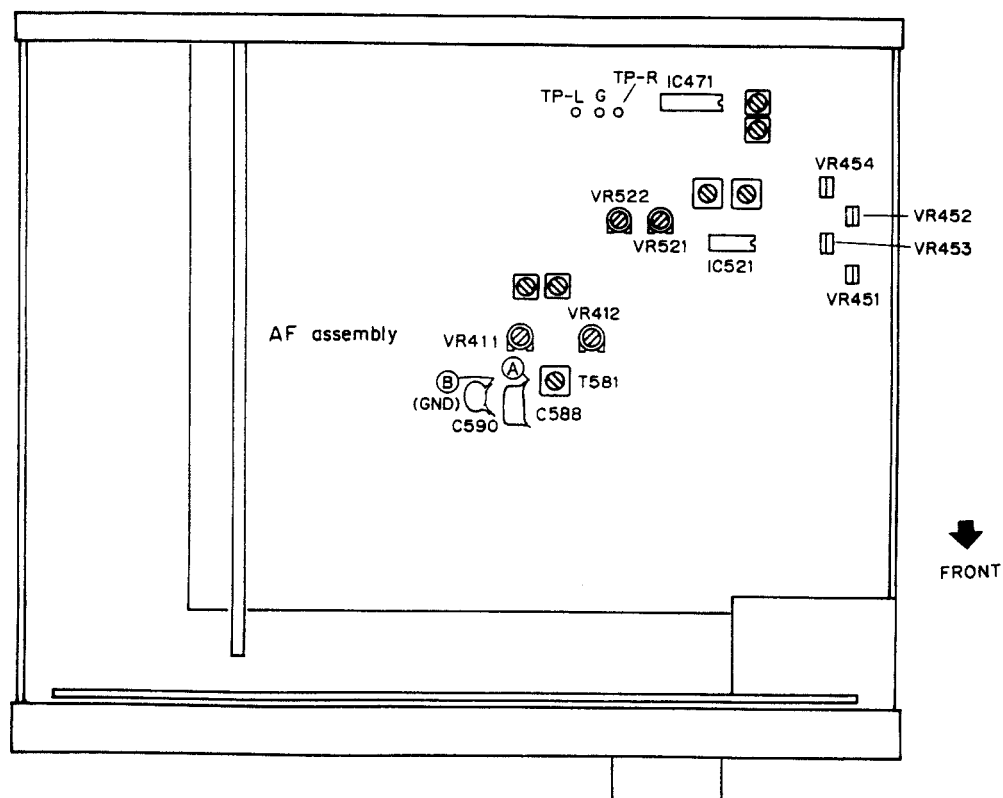 TP-R
IC471
TP-L G
VR454
VR522
VR452
VR521
VR453
IC521
VR451
VR412
AF assembly
VR411
A
B
T581
(GND)
C588
C590
FRONT